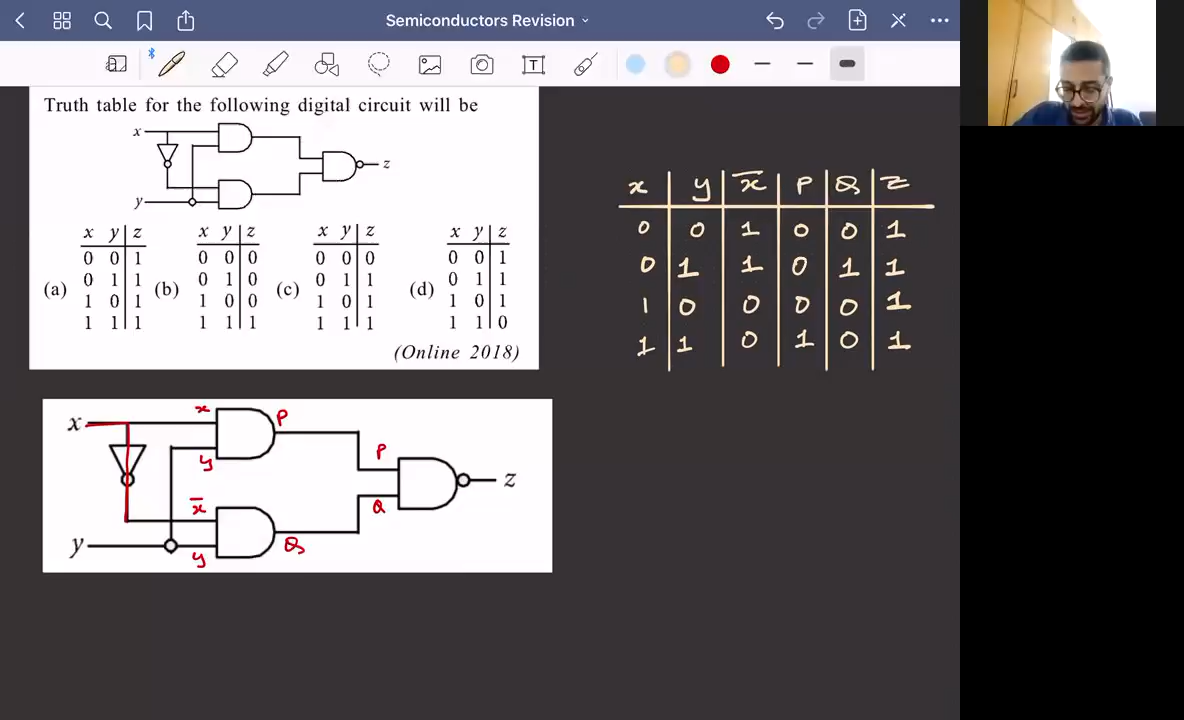 Semiconductors Revision
T
Truth table for the following digital circuit will be
x
z
y
x y z x y z x y z x y z
0 0 1 0 0 0 0 0 0 0 0 1
0 1 1 0 1 0 0 1 1 0 1 1
(a) (b) (c) (d)
1 0 1 1 0 0 1 0 1 1 0 1
1 1 1 1 1 1 1 1 1 1 1 0
(Online 2018)
x y x̅ P Q z
0 0 1 0 0 1
0 1 1 0 1 1
1 0 0 0 0 1
1 1 0 1 0 1
x x P
y P
z
x̅ Q
y y Q